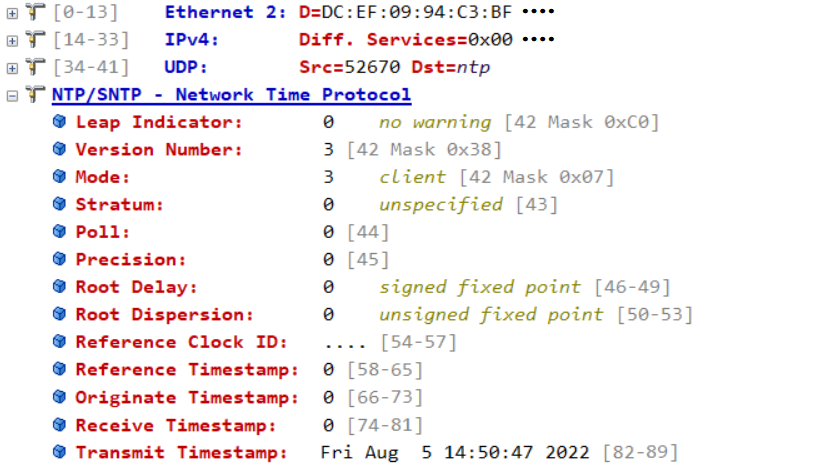 [0-13] Ethernet 2: D=DC:EF:09:94:C3:BF ••••
[14-33] IPv4: Diff. Services=0x00 ••••
[34-41] UDP: Src=52670 Dst=ntp
NTP/SNTP - Network Time Protocol
Leap Indicator: 0 no warning [42 Mask 0xC0]
Version Number: 3 [42 Mask 0x38]
Mode: 3 client [42 Mask 0x07]
Stratum: 0 unspecified [43]
Poll: 0 [44]
Precision: 0 [45]
Root Delay: 0 signed fixed point [46-49]
Root Dispersion: 0 unsigned fixed point [50-53]
Reference Clock ID: .... [54-57]
Reference Timestamp: 0 [58-65]
Originate Timestamp: 0 [66-73]
Receive Timestamp: 0 [74-81]
Transmit Timestamp: Fri Aug  5 14:50:47 2022 [82-89]